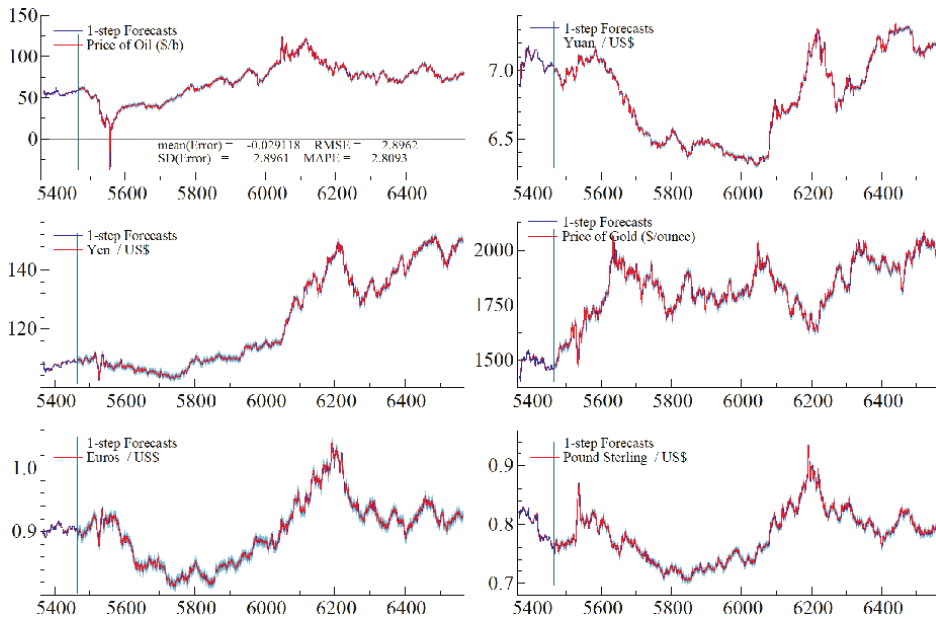 150
100
50
0
1-step Forecasts
Price of Oil ($/b)
mean(Error) = -0.029118 RMSE = 2.8962
SD(Error) = 2.8961 MAPE = 2.8093
5400 5600 5800 6000 6200 6400
7.0
6.5
1-step Forecasts
Yuan / US$
5400 5600 5800 6000 6200 6400
140
120
1-step Forecasts
Yen / US$
5400 5600 5800 6000 6200 6400
2000
1750
1500
1-step Forecasts
Price of Gold ($/ounce)
5400 5600 5800 6000 6200 6400
1.0
0.9
1-step Forecasts
Euros / US$
5400 5600 5800 6000 6200 6400
0.9
0.8
0.7
1-step Forecasts
Pound Sterling / US$
5400 5600 5800 6000 6200 6400